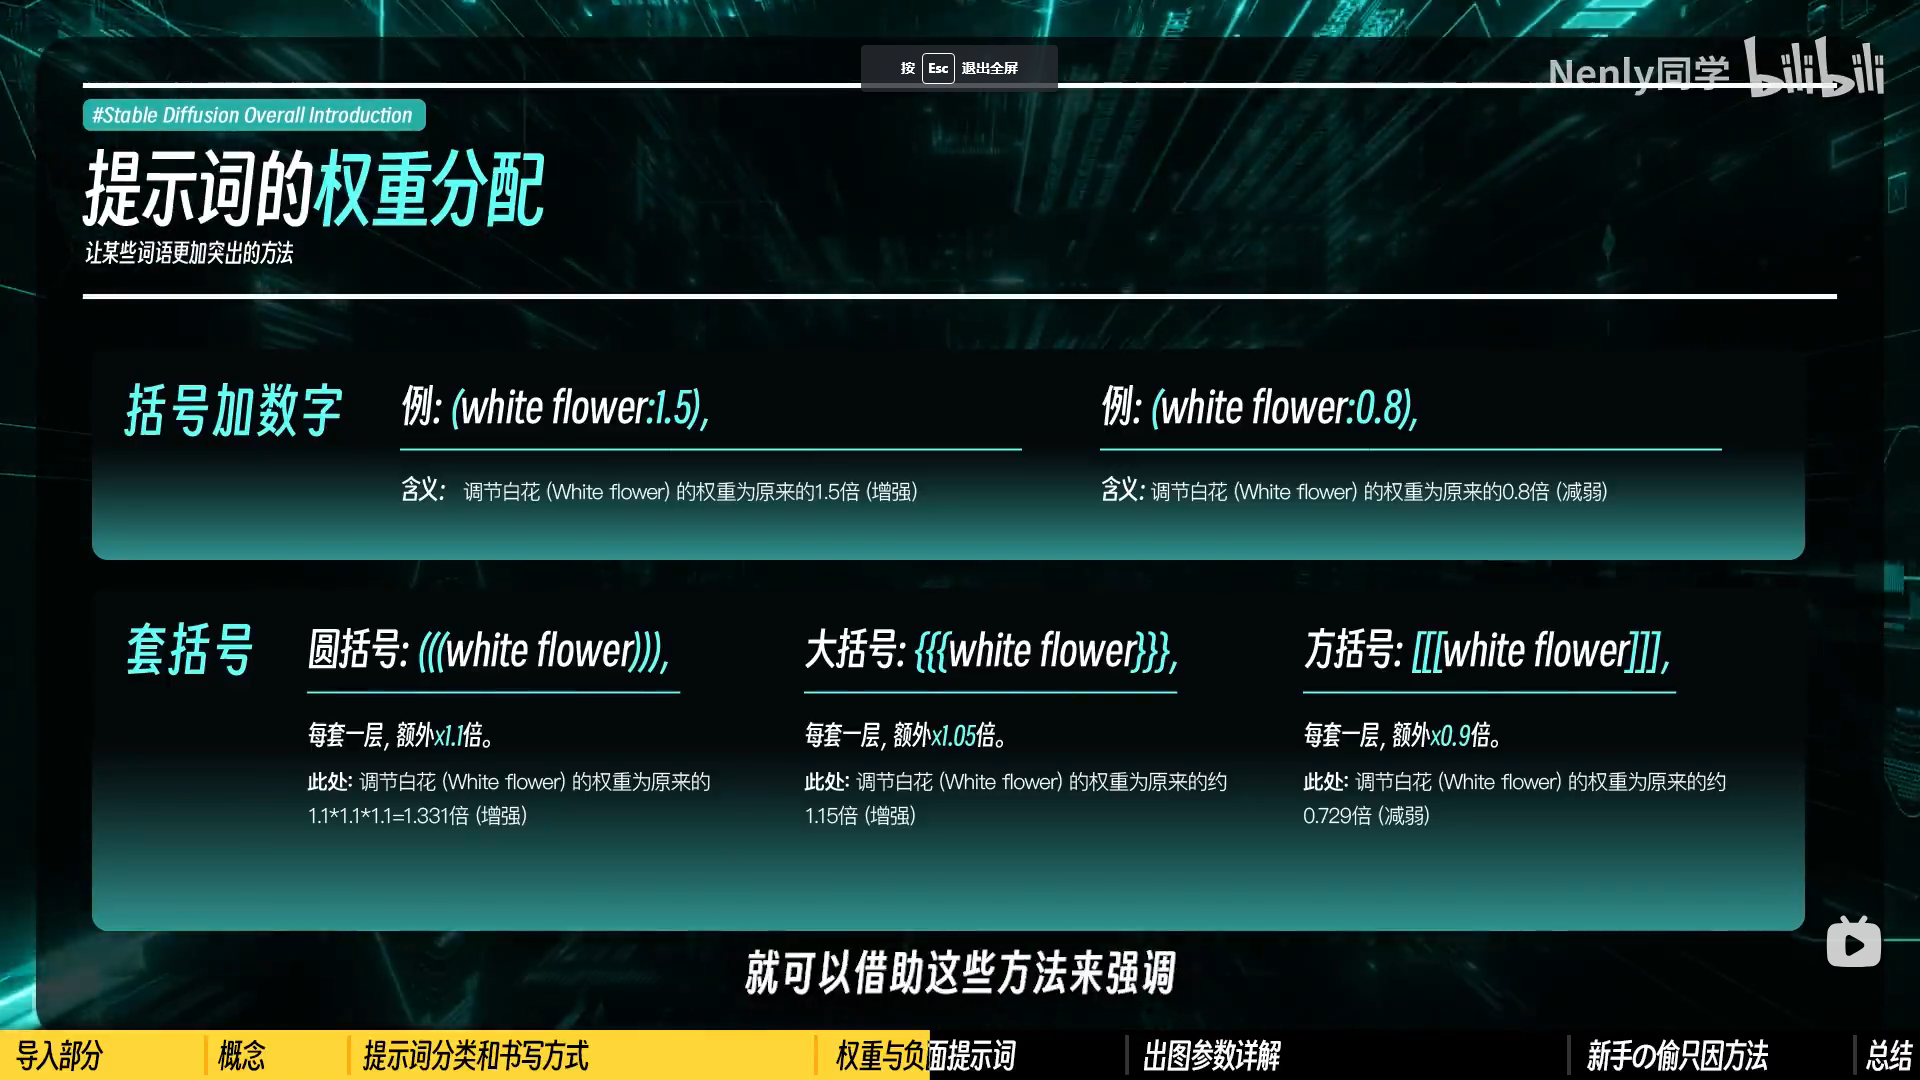 按 Esc 退出全屏
Nenly同学 bilibili
#Stable Diffusion Overall Introduction
提示词的权重分配
让某些词语更加突出的方法
括号加数字
例: (white flower:1.5),
含义: 调节白花 (White flower) 的权重为原来的1.5倍 (增强)
例: (white flower:0.8),
含义: 调节白花 (White flower) 的权重为原来的0.8倍 (减弱)
套括号
圆括号: (((white flower))),
每套一层, 额外x1.1倍。
此处: 调节白花 (White flower) 的权重为原来的
1.1*1.1*1.1=1.331倍 (增强)
大括号: {{{white flower}}},
每套一层, 额外x1.05倍。
此处: 调节白花 (White flower) 的权重为原来的约
1.15倍 (增强)
方括号: [[[white flower]]],
每套一层, 额外x0.9倍。
此处: 调节白花 (White flower) 的权重为原来的约
0.729倍 (减弱)
就可以借助这些方法来强调
导入部分 概念 提示词分类和书写方式 权重与负面提示词 出图参数详解 新手の偷只因方法 总结